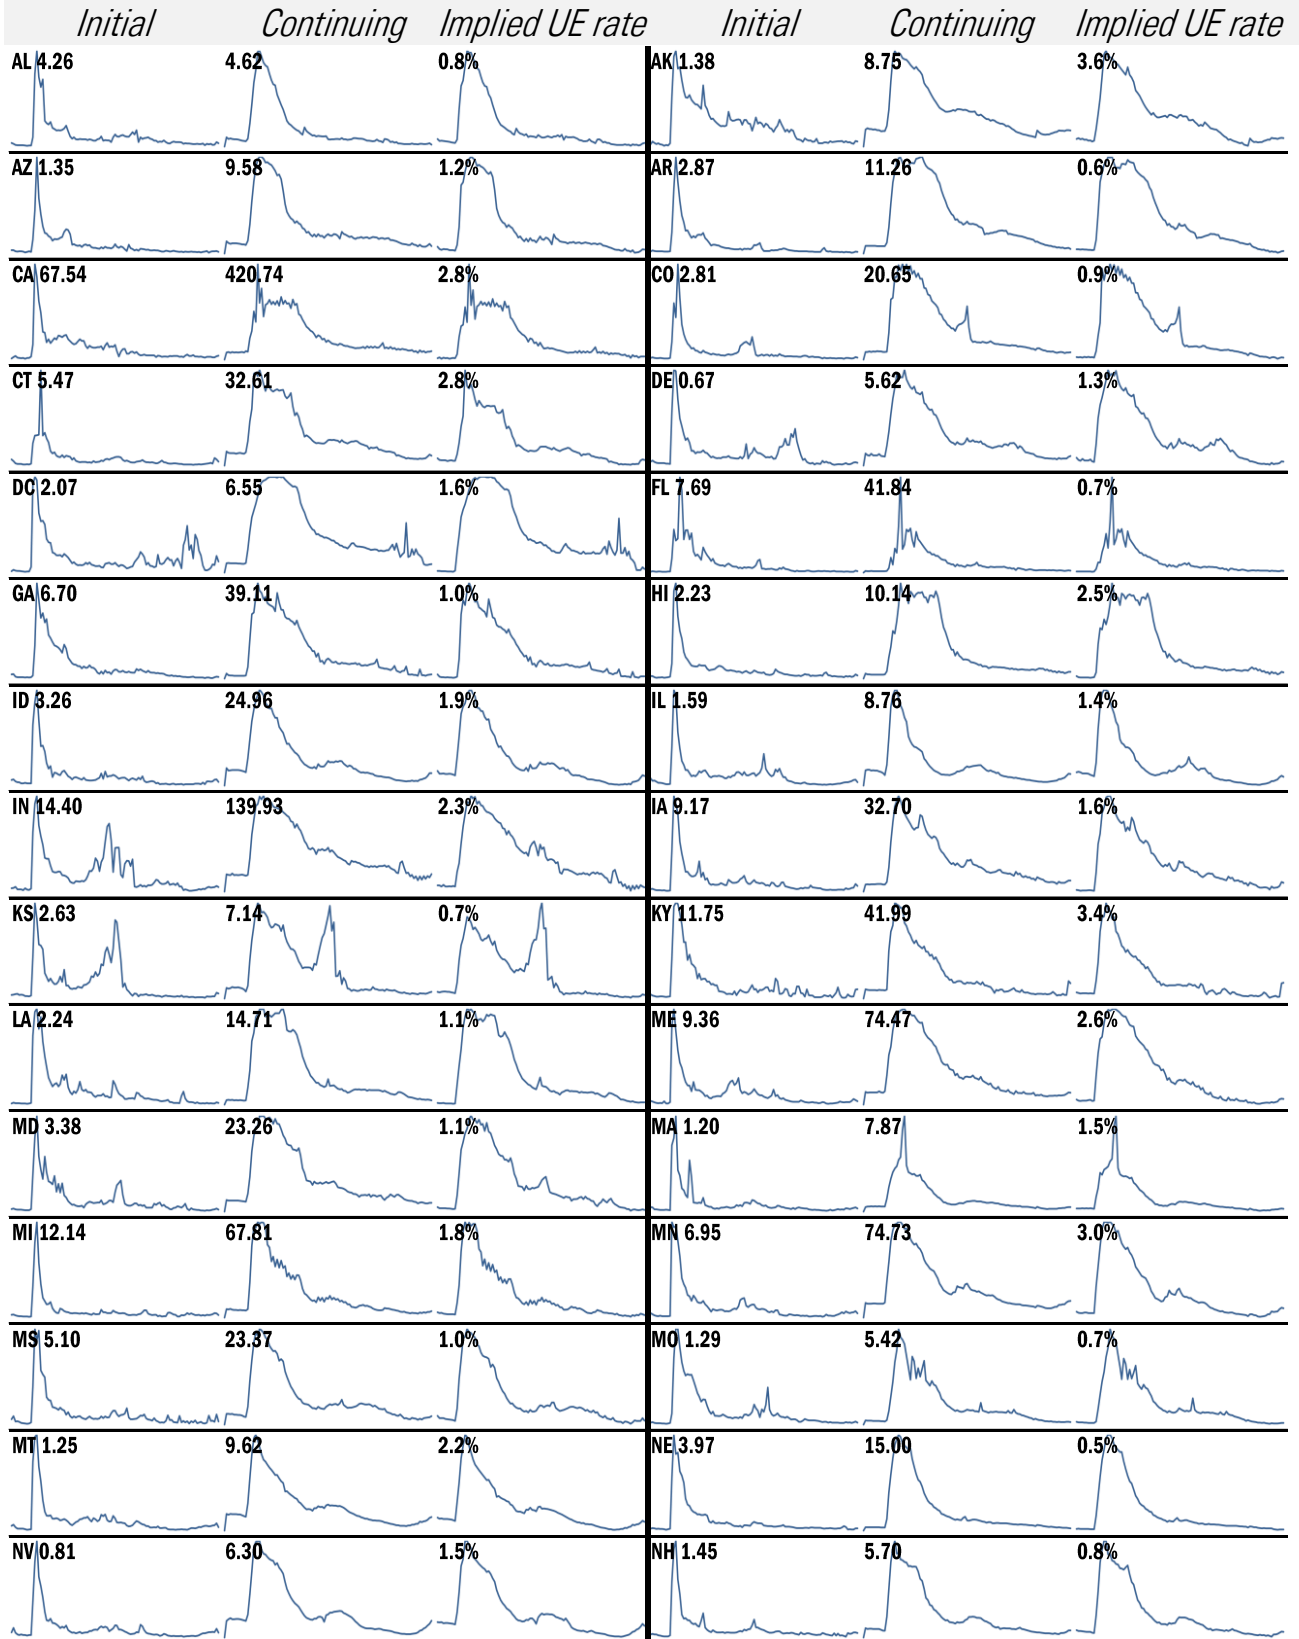 Initial Continuing Implied UE rate Initial Continuing Implied UE rate
AL 4.26 4.62 0.8% AK 1.38 8.75 3.6%
AZ 1.35 9.58 1.2% AR 2.87 11.26 0.6%
CA 67.54 420.74 2.8% CO 2.81 20.65 0.9%
CT 5.47 32.61 2.8% DE 0.67 5.62 1.3%
DC 2.07 6.55 1.6% FL 7.69 41.84 0.7%
GA 6.70 39.11 1.0% HI 2.23 10.14 2.5%
ID 3.26 24.96 1.9% IL 1.59 8.76 1.4%
IN 14.40 139.93 2.3% IA 9.17 32.70 1.6%
KS 2.63 7.14 0.7% KY 11.75 41.99 3.4%
LA 2.24 14.71 1.1% ME 9.36 74.47 2.6%
MD 3.38 23.26 1.1% MA 1.20 7.87 1.5%
MI 12.14 67.81 1.8% MN 6.95 74.73 3.0%
MS 5.10 23.37 1.0% MO 1.29 5.42 0.7%
MT 1.25 9.62 2.2% NE 3.97 15.00 0.5%
NV 0.81 6.30 1.5% NH 1.45 5.70 0.8%